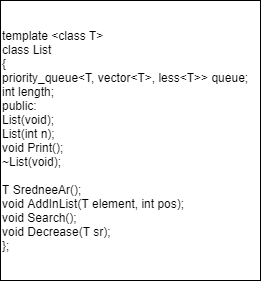 template <class T>
class List
{
priority_queue<T, vector<T>, less<T>> queue;
int length;
public:
List(void);
List(int n);
void Print();
~List(void);
T SredneeAr();
void AddInList(T element, int pos);
void Search();
void Decrease(T sr);
};